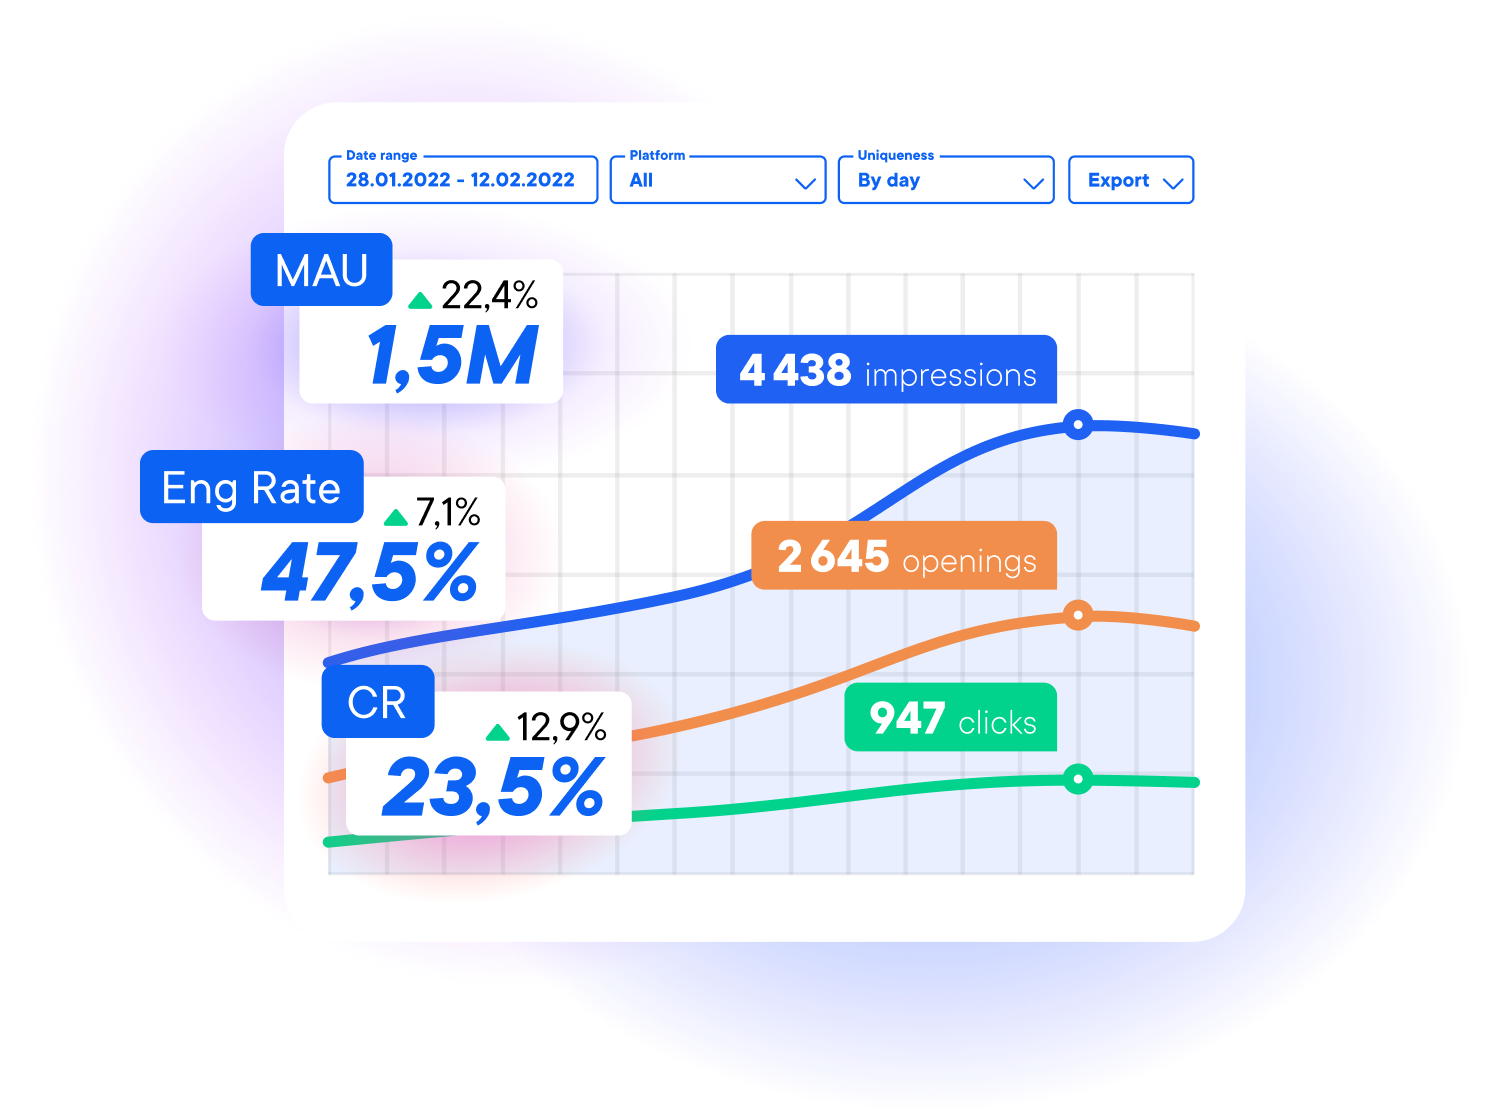 Date range
28.01.2022 - 12.02.2022
Platform
All
Uniqueness
By day
Export
MAU
22,4%
1,5M
4 438 impressions
Eng Rate
7,1%
47,5%
2 645 openings
CR
12,9%
23,5%
947 clicks